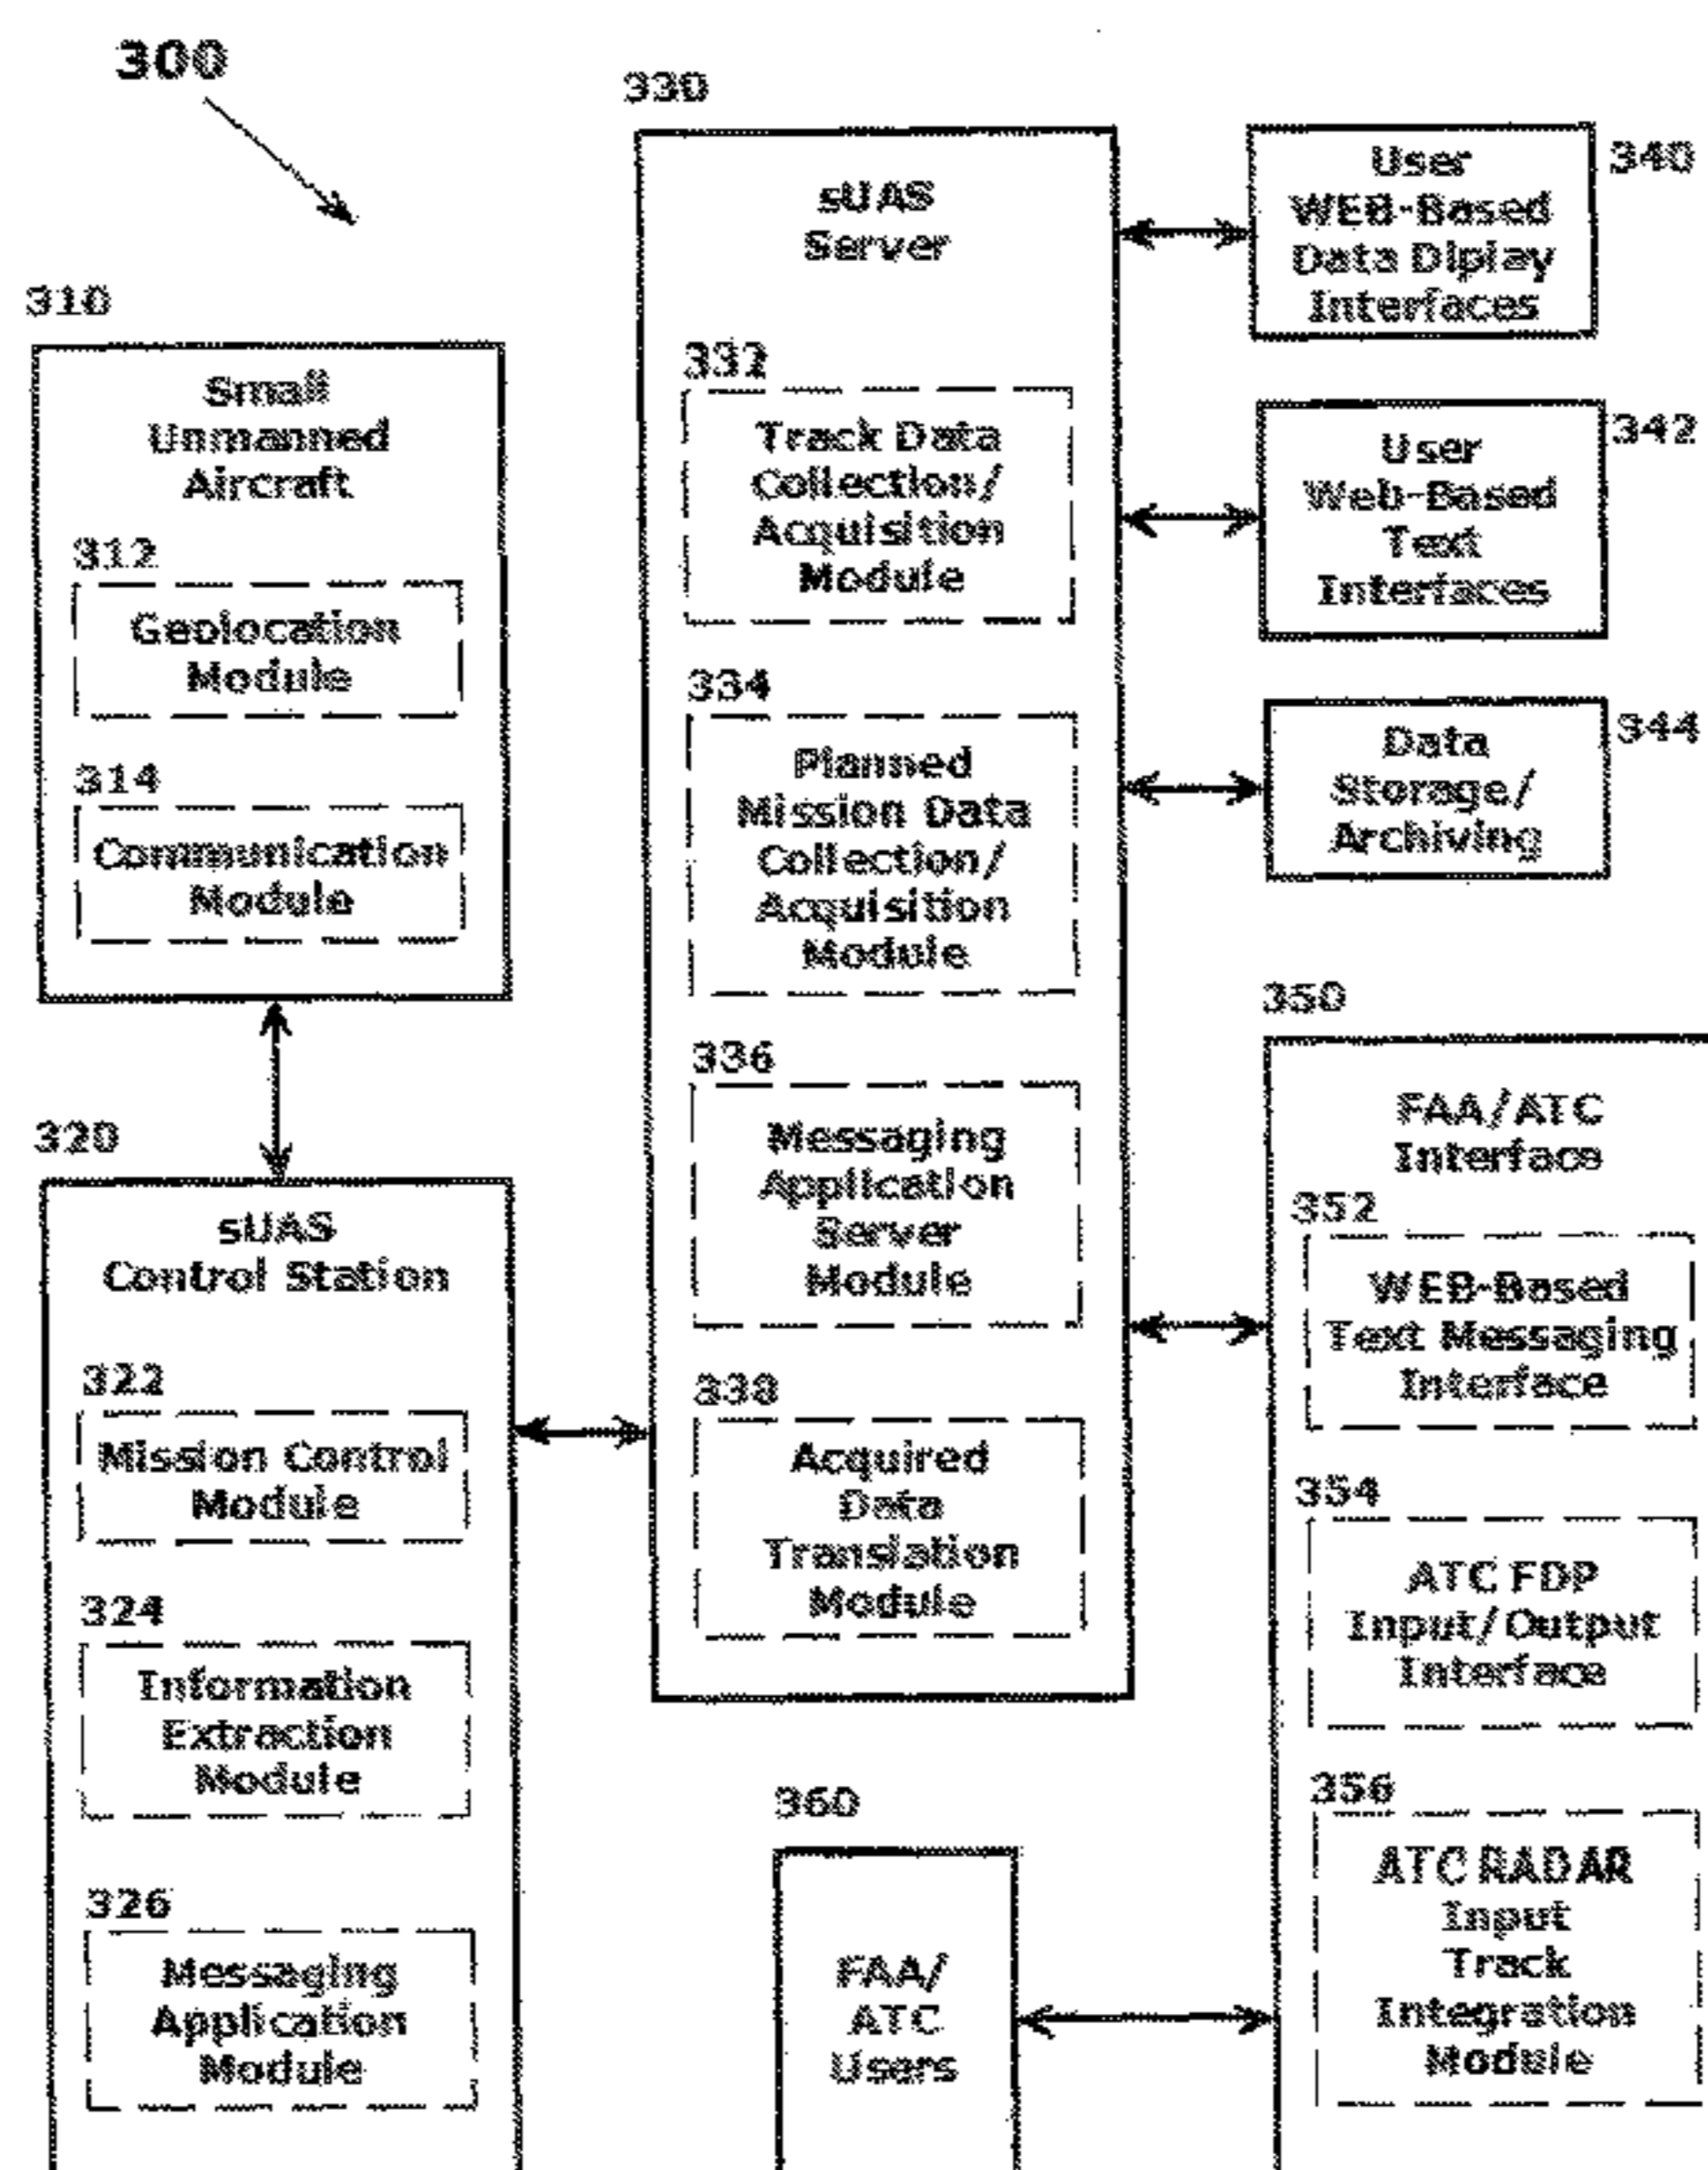 300
310
Small
Unmanned
Aircraft
312
Geolocation
Module
314
Communication
Module
320
sUAS
Control Station
322
Mission Control
Module
324
Information
Extraction
Module
326
Messaging
Application
Module
330
sUAS
Server
332
Track Data
Collection/
Acquisition
Module
334
Planned
Mission Data
Collection/
Acquisition
Module
336
Messaging
Application
Server
Module
338
Acquired
Data
Translation
Module
340
User
WEB-Based
Data Diplay
Interfaces
342
User
Web-Based
Text
Interfaces
344
Data
Storage/
Archiving
350
FAA/ATC
Interface
352
WEB-Based
Text Messaging
Interface
354
ATC FDP
Input/Output
Interface
356
ATC RADAR
Input
Track
Integration
Module
360
FAA/
ATC
Users